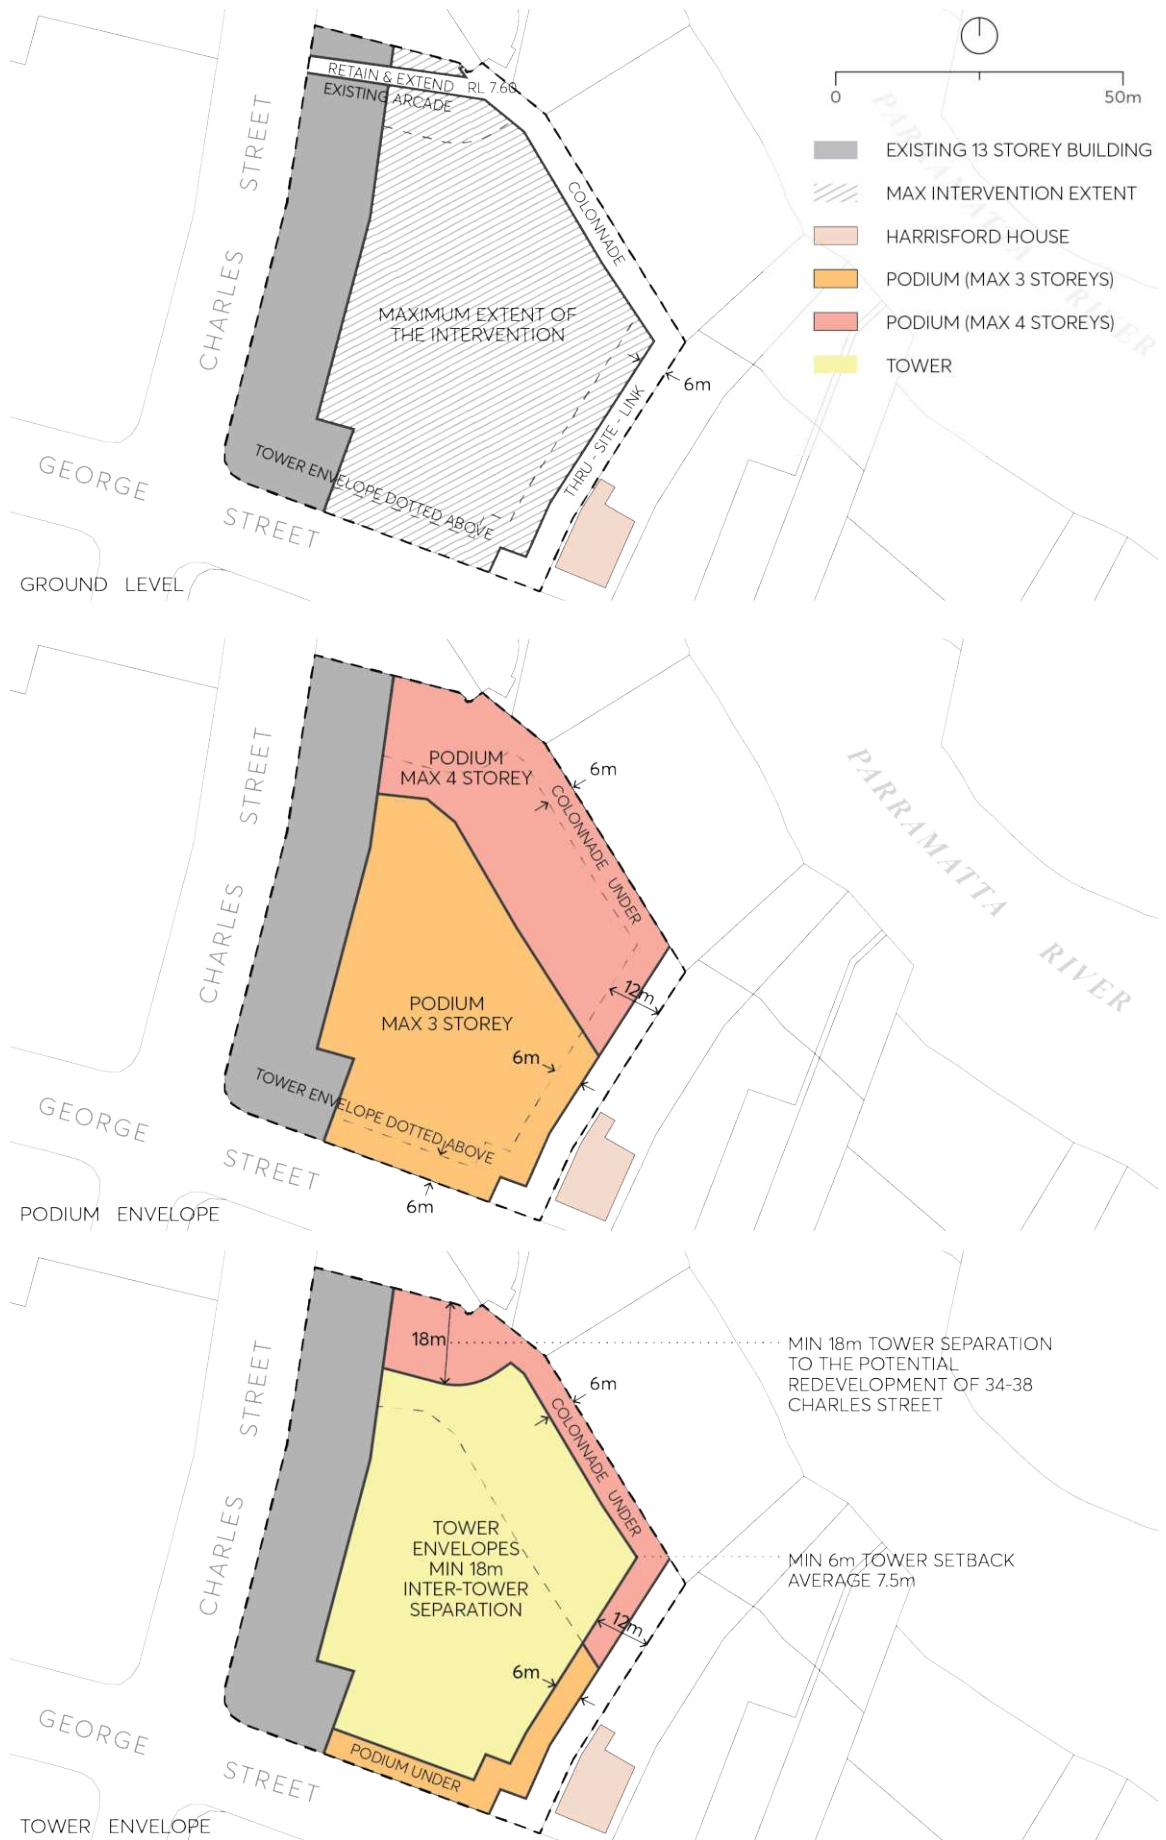 RETAIN & EXTEND RL 7.60
EXISTING ARCADE
0
50m
EXISTING 13 STOREY BUILDING
MAX INTERVENTION EXTENT
HARRISFORD HOUSE
PODIUM (MAX 3 STOREYS)
PODIUM (MAX 4 STOREYS)
TOWER
PARRAMATTA RIVER
CHARLES STREET
COLONNADE
MAXIMUM EXTENT OF
THE INTERVENTION
6m
THRU - SITE - LINK
TOWER ENVELOPE DOTTED ABOVE
GEORGE STREET
GROUND LEVEL
CHARLES STREET
PODIUM
MAX 4 STOREY
6m
COLONNADE UNDER
PARRAMATTA RIVER
12m
PODIUM
MAX 3 STOREY
6m
TOWER ENVELOPE DOTTED ABOVE
6m
GEORGE STREET
PODIUM ENVELOPE
CHARLES STREET
18m
MIN 18m TOWER SEPARATION
TO THE POTENTIAL
REDEVELOPMENT OF 34-38
CHARLES STREET
6m
COLONNADE UNDER
TOWER
ENVELOPES
MIN 18m
INTER-TOWER
SEPARATION
MIN 6m TOWER SETBACK
AVERAGE 7.5m
12m
6m
PODIUM UNDER
GEORGE STREET
TOWER ENVELOPE